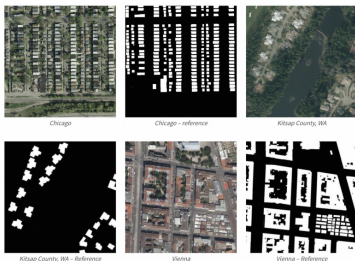 Chicago
Chicago – reference
Kitsap County, WA
Kitsap County, WA – Reference
Vienna
Vienna – Reference